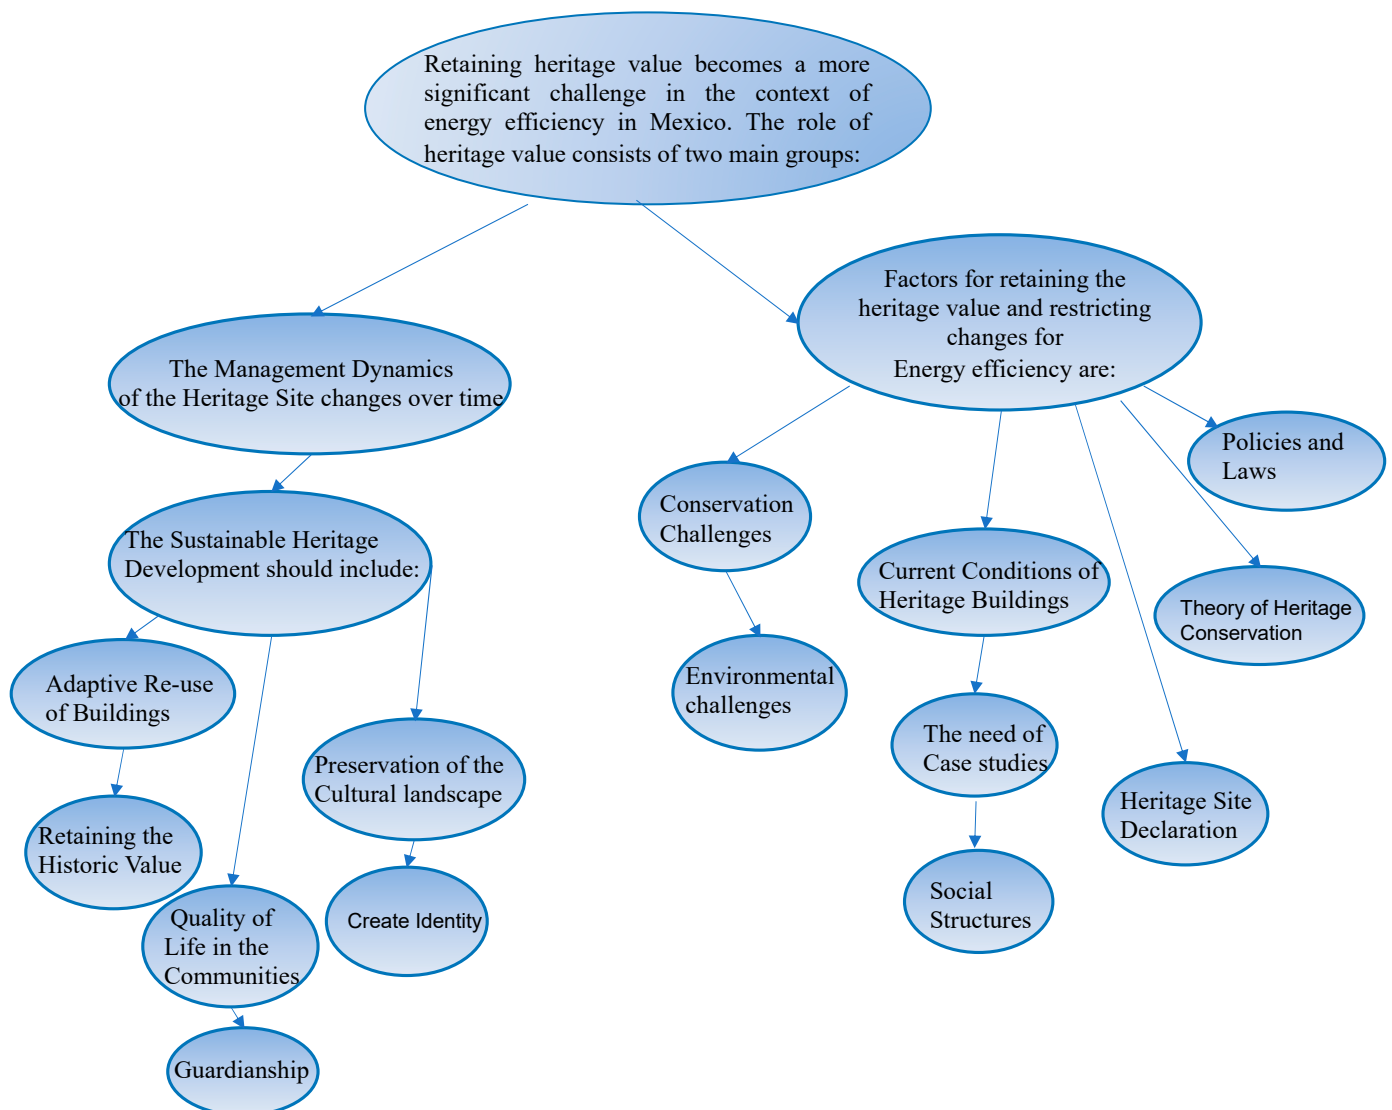 Retaining heritage value becomes a more
significant challenge in the context of
energy efficiency in Mexico. The role of
heritage value consists of two main groups:
Factors for retaining the
heritage value and restricting
changes for
Energy efficiency are:
The Management Dynamics
of the Heritage Site changes over time
Policies and
Laws
Conservation
Challenges
The Sustainable Heritage
Development should include:
Current Conditions of
Heritage Buildings
Theory of Heritage
Conservation
Adaptive Re-use
of Buildings
Environmental
challenges
The need of
Case studies
Preservation of the
Cultural landscape
Heritage Site
Declaration
Retaining the
Historic Value
Social
Structures
Quality of
Life in the
Communities
Create Identity
Guardianship